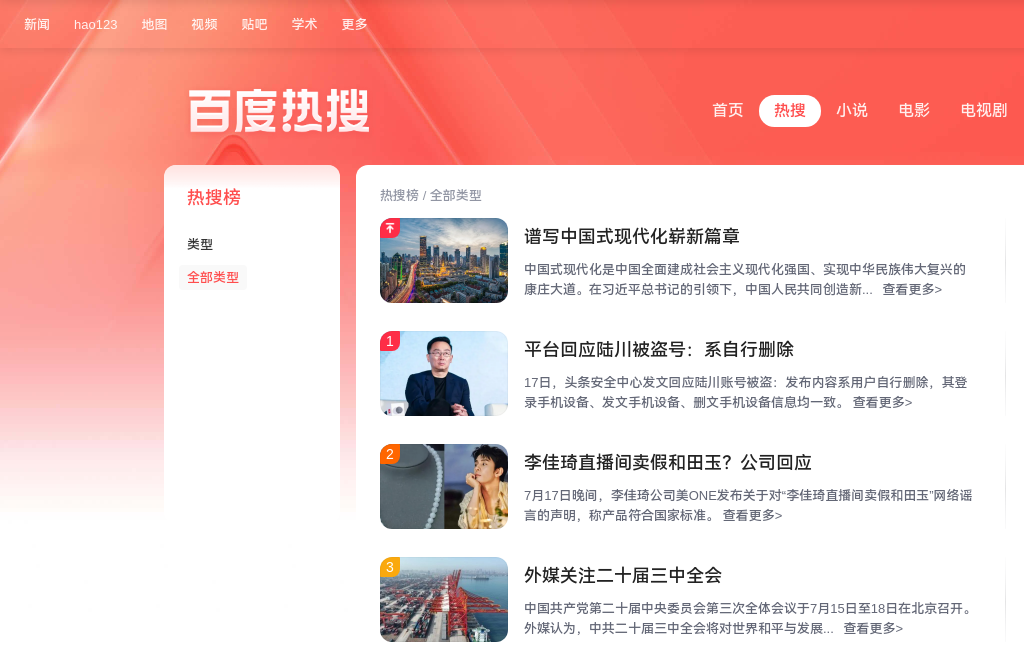 新闻 hao123 地图 视频 贴吧 学术 更多
百度热搜
首页 热搜 小说 电影 电视剧
热搜榜
类型
全部类型
热搜榜 / 全部类型
谱写中国式现代化崭新篇章
中国式现代化是中国全面建成社会主义现代化强国、实现中华民族伟大复兴的
康庄大道。在习近平总书记的引领下，中国人民共同创造新... 查看更多>
1
平台回应陆川被盗号：系自行删除
17日，头条安全中心发文回应陆川账号被盗：发布内容系用户自行删除，其登
录手机设备、发文手机设备、删文手机设备信息均一致。 查看更多>
2
李佳琦直播间卖假和田玉？公司回应
7月17日晚间，李佳琦公司美ONE发布关于对“李佳琦直播间卖假和田玉”网络谣
言的声明，称产品符合国家标准。 查看更多>
3
外媒关注二十届三中全会
中国共产党第二十届中央委员会第三次全体会议于7月15日至18日在北京召开。
外媒认为，中共二十届三中全会将对世界和平与发展... 查看更多>